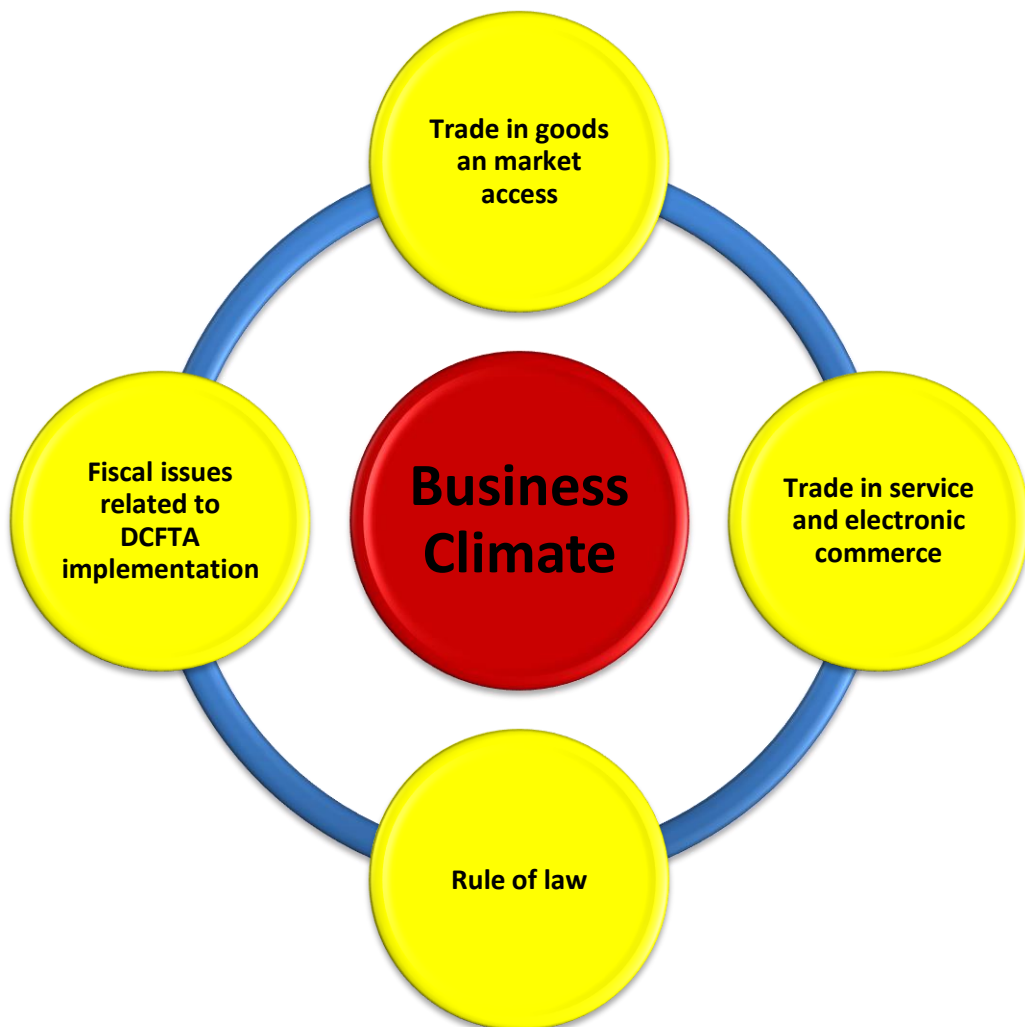 Trade in goods
an market
access
Fiscal issues
related to
DCFTA
implementation
Business
Climate
Trade in service
and electronic
commerce
Rule of law